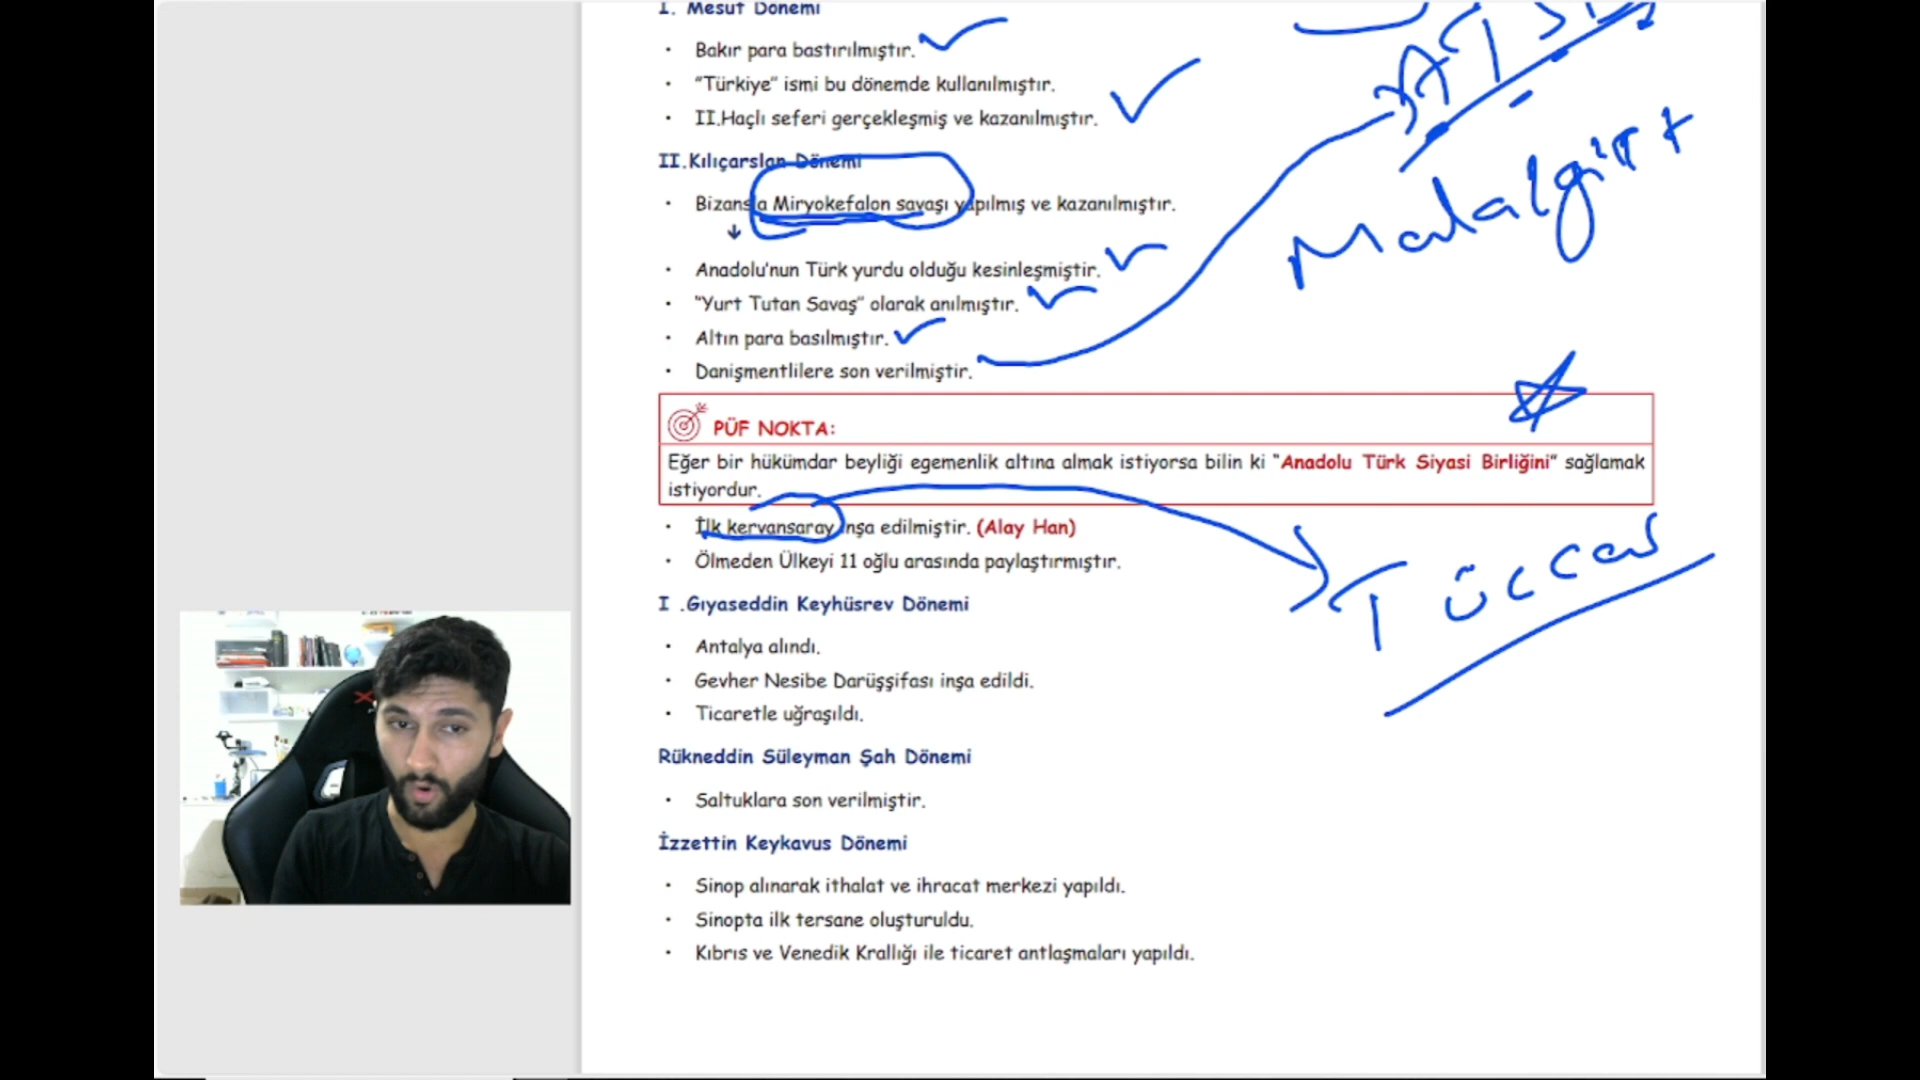 I. Mesut Dönemi
• Bakır para bastırılmıştır.
• "Türkiye" ismi bu dönemde kullanılmıştır.
• II.Haçlı seferi gerçekleşmiş ve kazanılmıştır.
Malalgirt
II.Kılıçarslan Dönemi
• Bizansla Miryokefalon savaşı yapılmış ve kazanılmıştır.
↓
• Anadolu'nun Türk yurdu olduğu kesinleşmiştir.
• "Yurt Tutan Savaş" olarak anılmıştır.
• Altın para basılmıştır.
• Danişmentlilere son verilmiştir.
PÜF NOKTA:
Eğer bir hükümdar beyliği egemenlik altına almak istiyorsa bilin ki "Anadolu Türk Siyasi Birliğini" sağlamak
istiyordur.
• İlk kervansaray inşa edilmiştir. (Alay Han)
• Ölmeden Ülkeyi 11 oğlu arasında paylaştırmıştır.
Tüccar
I .Gıyaseddin Keyhüsrev Dönemi
• Antalya alındı.
• Gevher Nesibe Darüşşifası inşa edildi.
• Ticaretle uğraşıldı.
Rükneddin Süleyman Şah Dönemi
• Saltuklara son verilmiştir.
İzzettin Keykavus Dönemi
• Sinop alınarak ithalat ve ihracat merkezi yapıldı.
• Sinopta ilk tersane oluşturuldu.
• Kıbrıs ve Venedik Krallığı ile ticaret antlaşmaları yapıldı.